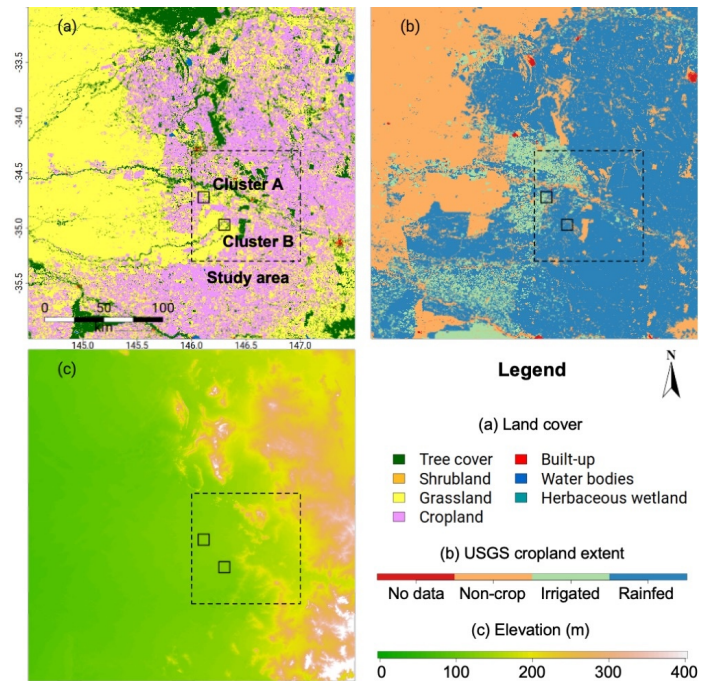 (a)
(b)
-33.5
-34.0
-34.5
-35.0
-35.5
Cluster A
Cluster B
Study area
0 50 100
km
145.0 145.5 146.0 146.5 147.0
(c)
Legend
N
(a) Land cover
Tree cover
Shrubland
Grassland
Cropland
Built-up
Water bodies
Herbaceous wetland
(b) USGS cropland extent
No data Non-crop Irrigated Rainfed
(c) Elevation (m)
0 100 200 300 400